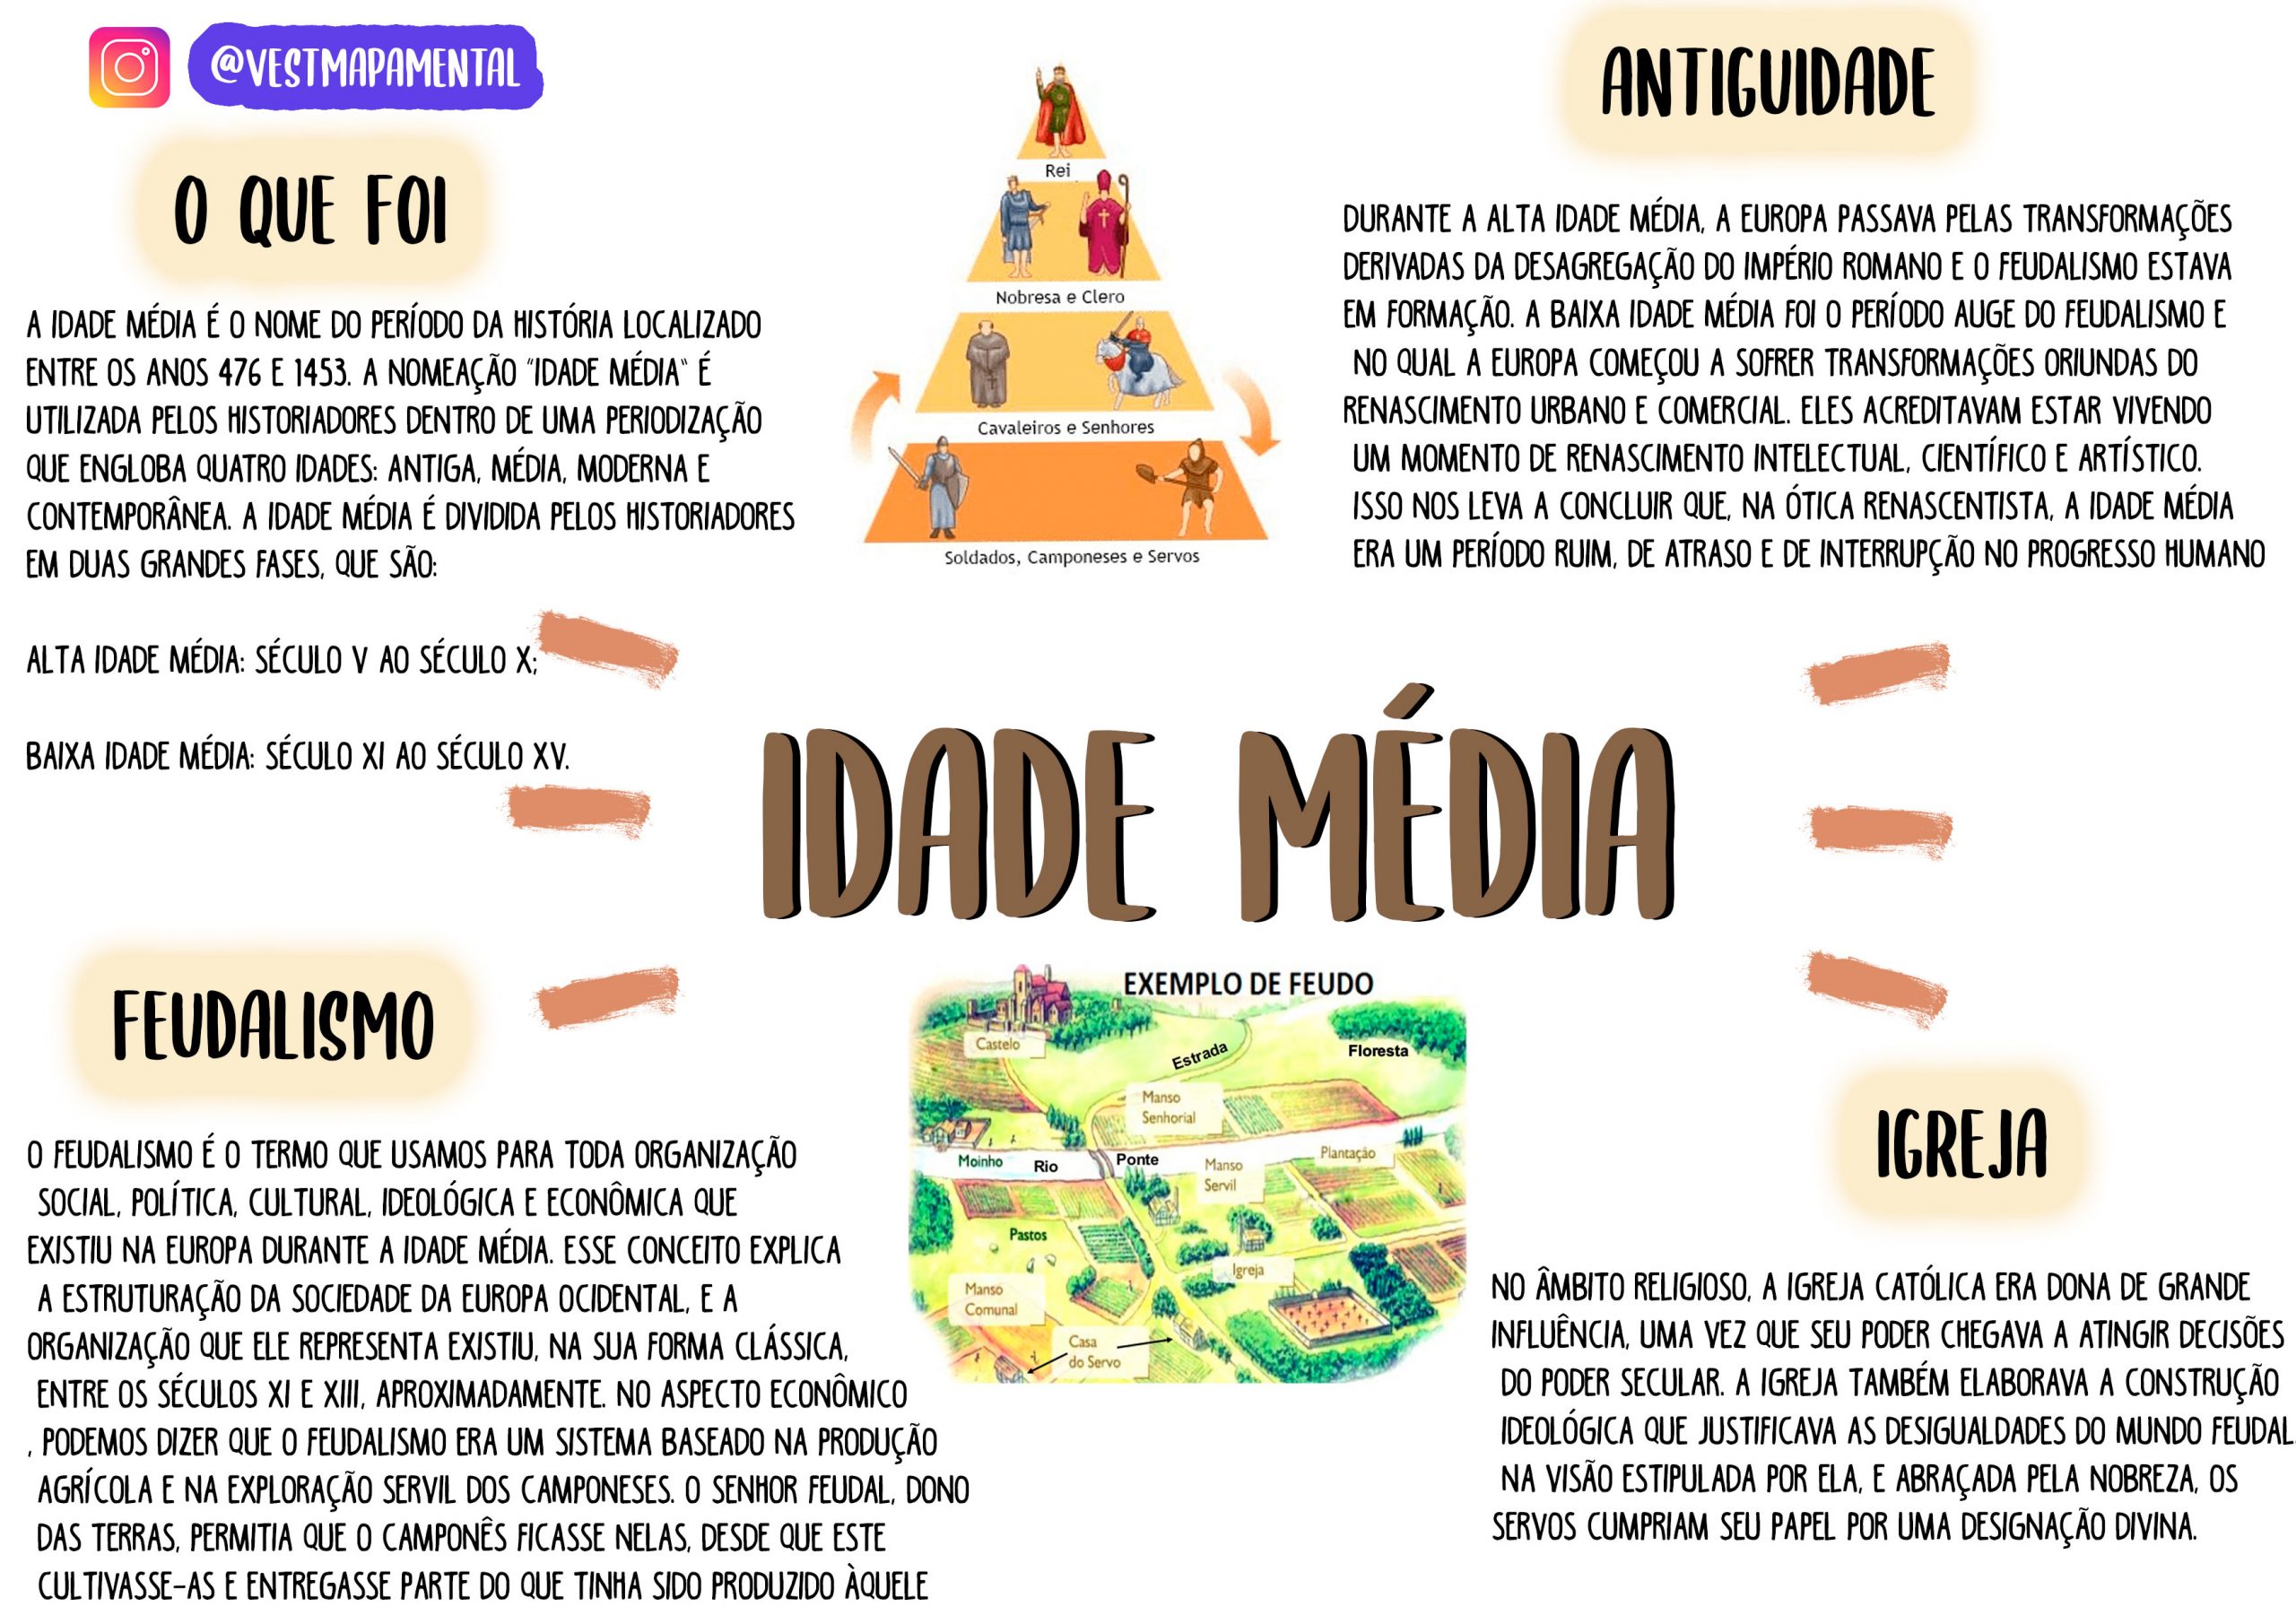 @VESTMAPAMENTAL
O QUE FOI
A IDADE MÉDIA É O NOME DO PERÍODO DA HISTÓRIA LOCALIZADO
ENTRE OS ANOS 476 E 1453. A NOMEAÇÃO "IDADE MÉDIA" É
UTILIZADA PELOS HISTORIADORES DENTRO DE UMA PERIODIZAÇÃO
QUE ENGLOBA QUATRO IDADES: ANTIGA, MÉDIA, MODERNA E
CONTEMPORÂNEA. A IDADE MÉDIA É DIVIDIDA PELOS HISTORIADORES
EM DUAS GRANDES FASES, QUE SÃO:
ALTA IDADE MÉDIA: SÉCULO V AO SÉCULO X;
BAIXA IDADE MÉDIA: SÉCULO XI AO SÉCULO XV.
Rei
Nobresa e Clero
Cavaleiros e Senhores
Soldados, Camponeses e Servos
ANTIGUIDADE
DURANTE A ALTA IDADE MÉDIA, A EUROPA PASSAVA PELAS TRANSFORMAÇÕES
DERIVADAS DA DESAGREGAÇÃO DO IMPÉRIO ROMANO E O FEUDALISMO ESTAVA
EM FORMAÇÃO. A BAIXA IDADE MÉDIA FOI O PERÍODO AUGE DO FEUDALISMO E
NO QUAL A EUROPA COMEÇOU A SOFRER TRANSFORMAÇÕES ORIUNDAS DO
RENASCIMENTO URBANO E COMERCIAL. ELES ACREDITAVAM ESTAR VIVENDO
UM MOMENTO DE RENASCIMENTO INTELECTUAL, CIENTÍFICO E ARTÍSTICO.
ISSO NOS LEVA A CONCLUIR QUE, NA ÓTICA RENASCENTISTA, A IDADE MÉDIA
ERA UM PERÍODO RUIM, DE ATRASO E DE INTERRUPÇÃO NO PROGRESSO HUMANO
IDADE MÉDIA
FEUDALISMO
O FEUDALISMO É O TERMO QUE USAMOS PARA TODA ORGANIZAÇÃO
SOCIAL, POLÍTICA, CULTURAL, IDEOLÓGICA E ECONÔMICA QUE
EXISTIU NA EUROPA DURANTE A IDADE MÉDIA. ESSE CONCEITO EXPLICA
A ESTRUTURAÇÃO DA SOCIEDADE DA EUROPA OCIDENTAL, E A
ORGANIZAÇÃO QUE ELE REPRESENTA EXISTIU, NA SUA FORMA CLÁSSICA,
ENTRE OS SÉCULOS XI E XIII, APROXIMADAMENTE. NO ASPECTO ECONÔMICO
, PODEMOS DIZER QUE O FEUDALISMO ERA UM SISTEMA BASEADO NA PRODUÇÃO
AGRÍCOLA E NA EXPLORAÇÃO SERVIL DOS CAMPONESES. O SENHOR FEUDAL, DONO
DAS TERRAS, PERMITIA QUE O CAMPONÊS FICASSE NELAS, DESDE QUE ESTE
CULTIVASSE-AS E ENTREGASSE PARTE DO QUE TINHA SIDO PRODUZIDO ÀQUELE
EXEMPLO DE FEUDO
Castelo
Estrada
Floresta
Manso
Senhorial
Moinho
Rio
Ponte
Manso
Servil
Plantação
Pastos
Igreja
Manso
Comunal
Casa
do Servo
IGREJA
NO ÂMBITO RELIGIOSO, A IGREJA CATÓLICA ERA DONA DE GRANDE
INFLUÊNCIA, UMA VEZ QUE SEU PODER CHEGAVA A ATINGIR DECISÕES
DO PODER SECULAR. A IGREJA TAMBÉM ELABORAVA A CONSTRUÇÃO
IDEOLÓGICA QUE JUSTIFICAVA AS DESIGUALDADES DO MUNDO FEUDAL
NA VISÃO ESTIPULADA POR ELA, E ABRAÇADA PELA NOBREZA, OS
SERVOS CUMPRIAM SEU PAPEL POR UMA DESIGNAÇÃO DIVINA.